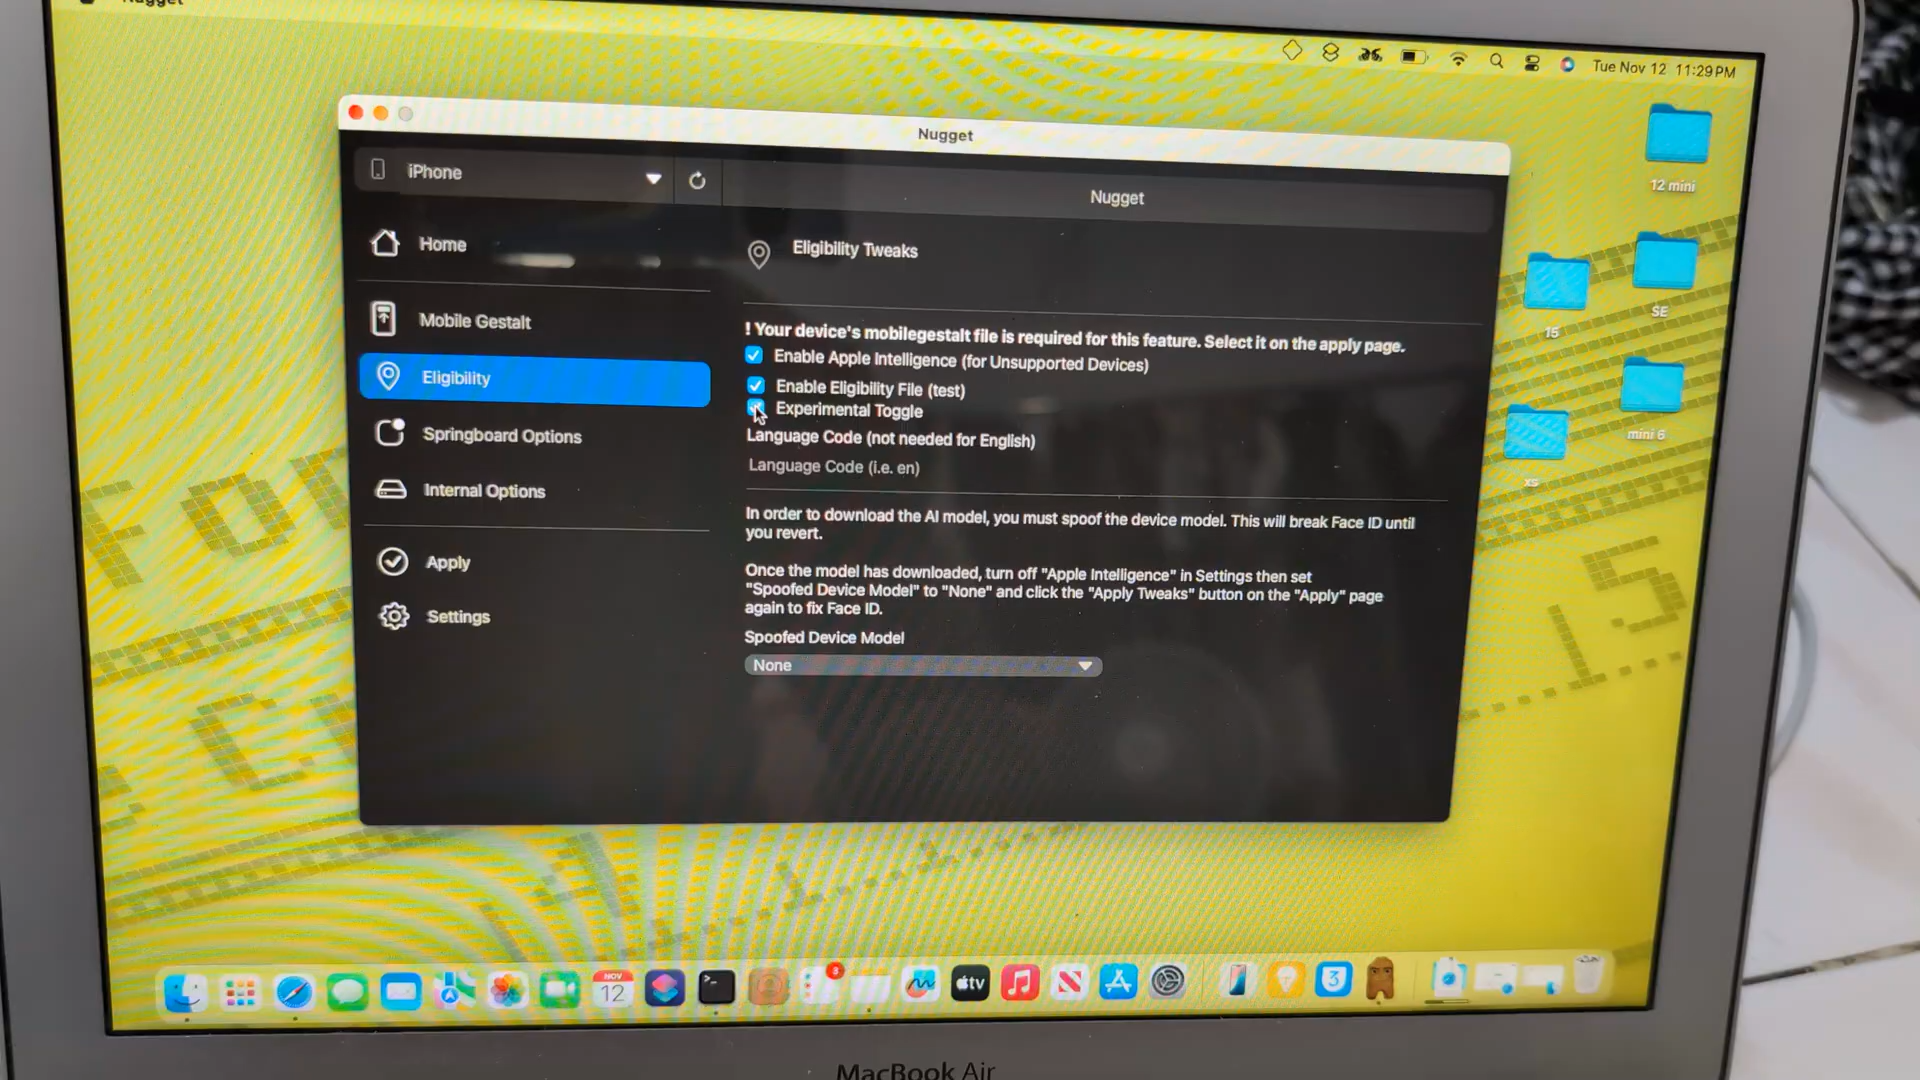 Nugget
Tue Nov 12 11:29 PM
Nugget
iPhone
Nugget
Home
Mobile Gestalt
Eligibility
Springboard Options
Internal Options
Apply
Settings
Eligibility Tweaks
! Your device's mobilegestalt file is required for this feature. Select it on the apply page.
Enable Apple Intelligence (for Unsupported Devices)
Enable Eligibility File (test)
Experimental Toggle
Language Code (not needed for English)
Language Code (i.e. en)
In order to download the AI model, you must spoof the device model. This will break Face ID until
you revert.
Once the model has downloaded, turn off "Apple Intelligence" in Settings then set
"Spoofed Device Model" to "None" and click the "Apply Tweaks" button on the "Apply" page
again to fix Face ID.
Spoofed Device Model
None
12 mini
15
SE
xs
mini 6
NOV
12
3
tv
3
MacBook Air